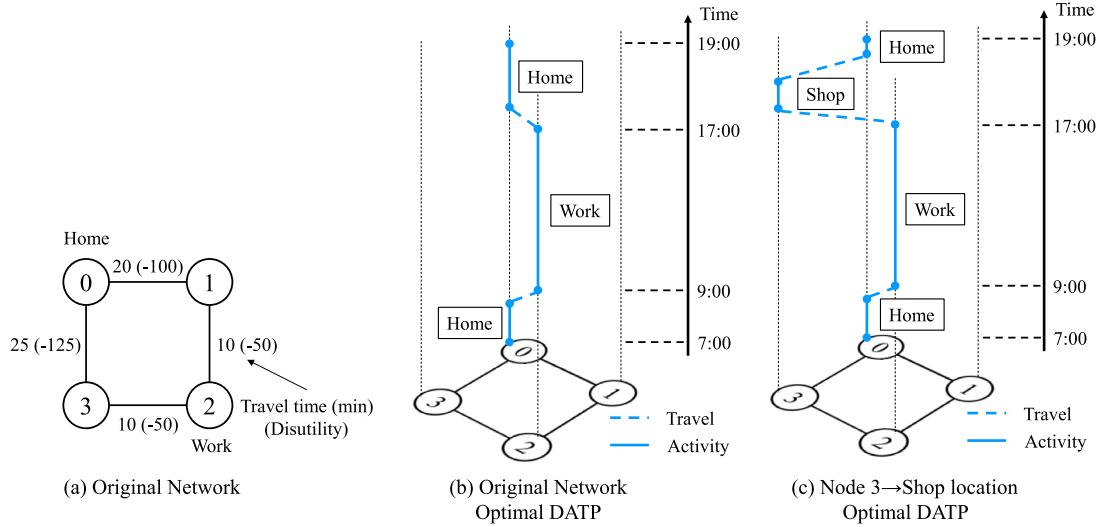 Home
0
20 (-100)
1
25 (-125)
10 (-50)
3
10 (-50)
2
Work
Travel time (min)
(Disutility)
(a) Original Network
Time
19:00
Home
17:00
Work
9:00
Home
7:00
0
3
1
2
Travel
Activity
(b) Original Network
Optimal DATP
Time
19:00
Home
Shop
17:00
Work
9:00
Home
7:00
0
3
1
2
Travel
Activity
(c) Node 3→Shop location
Optimal DATP